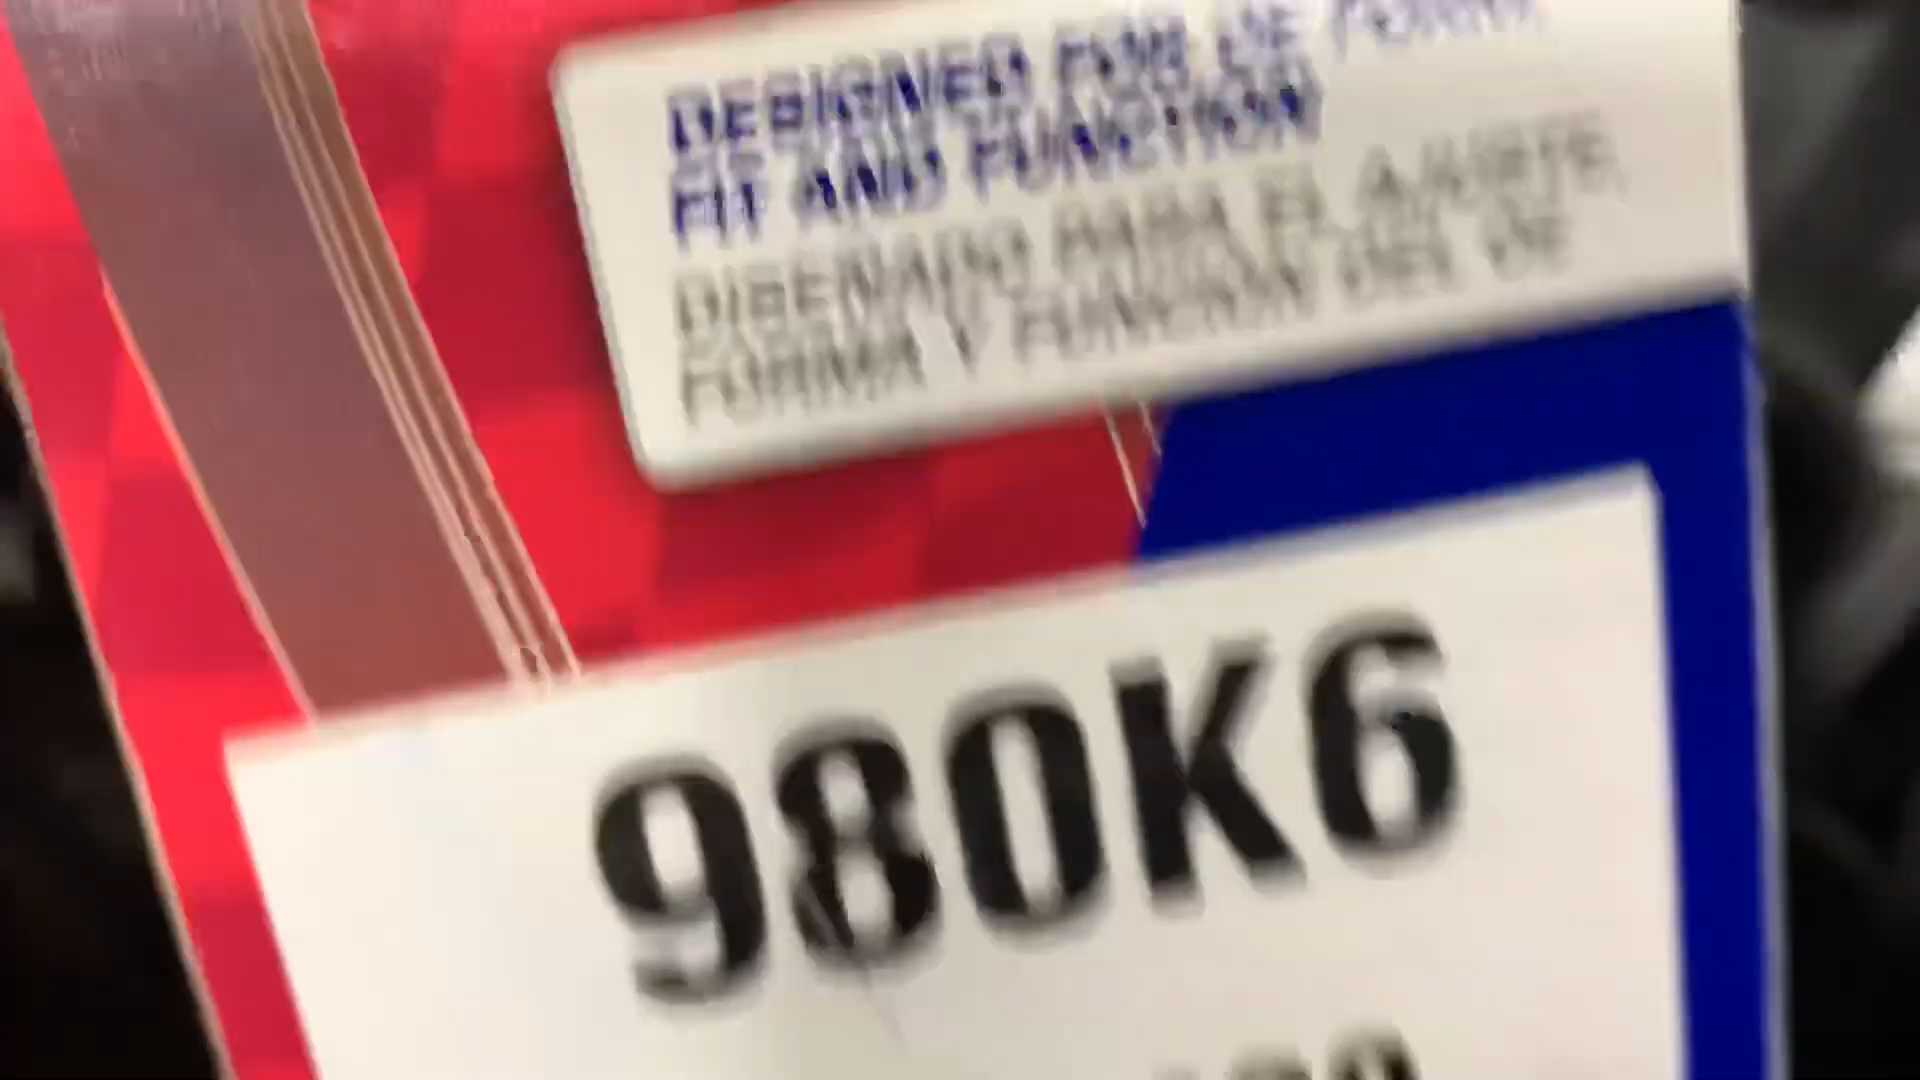 DESIGNED FOR OE FORM
FIT AND FUNCTION
DISEÑADO PARA EL AJUSTE,
FORMA Y FUNCIÓN DEL OE
980K6